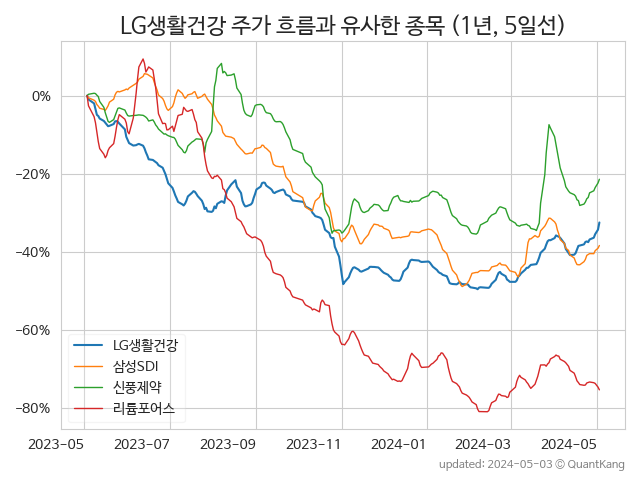 LG생활건강 주가 흐름과 유사한 종목 (1년, 5일선)
0%
−20%
−40%
−60%
−80%
LG생활건강
삼성SDI
신풍제약
리튬포어스
2023-05
2023-07
2023-09
2023-11
2024-01
2024-03
2024-05
updated: 2024-05-03 © QuantKang